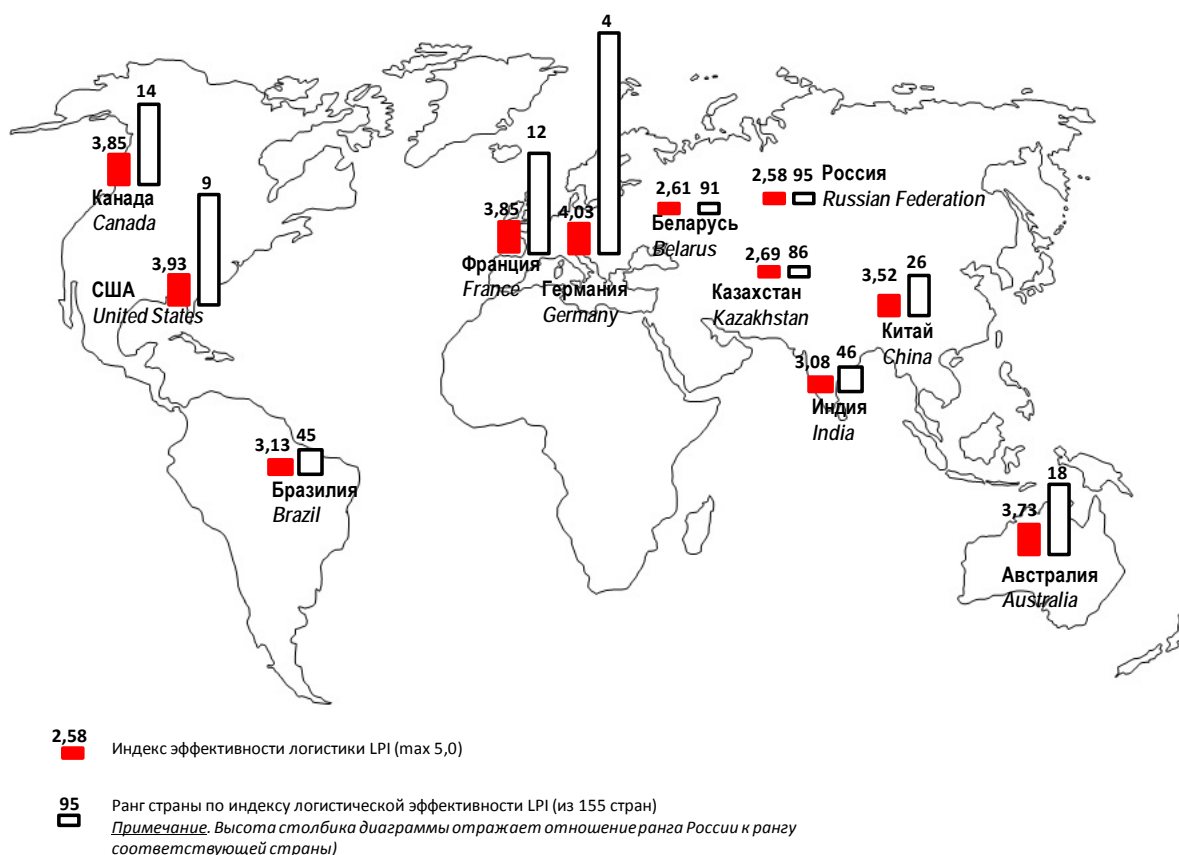 4
14
3,85
Канада
Canada
9
3,93
США
United States
12
3,85
Франция
France
4,03
Германия
Germany
2,61
91
Беларусь
Belarus
2,58
95
Россия
Russian Federation
2,69
86
Казахстан
Kazakhstan
3,52
26
Китай
China
3,08
46
Индия
India
3,13
45
Бразилия
Brazil
18
3,73
Австралия
Australia
2,58
Индекс эффективности логистики LPI (max 5,0)
95
Ранг страны по индексу логистической эффективности LPI (из 155 стран)
Примечание. Высота столбика диаграммы отражает отношение ранга России к рангу
соответствующей страны)